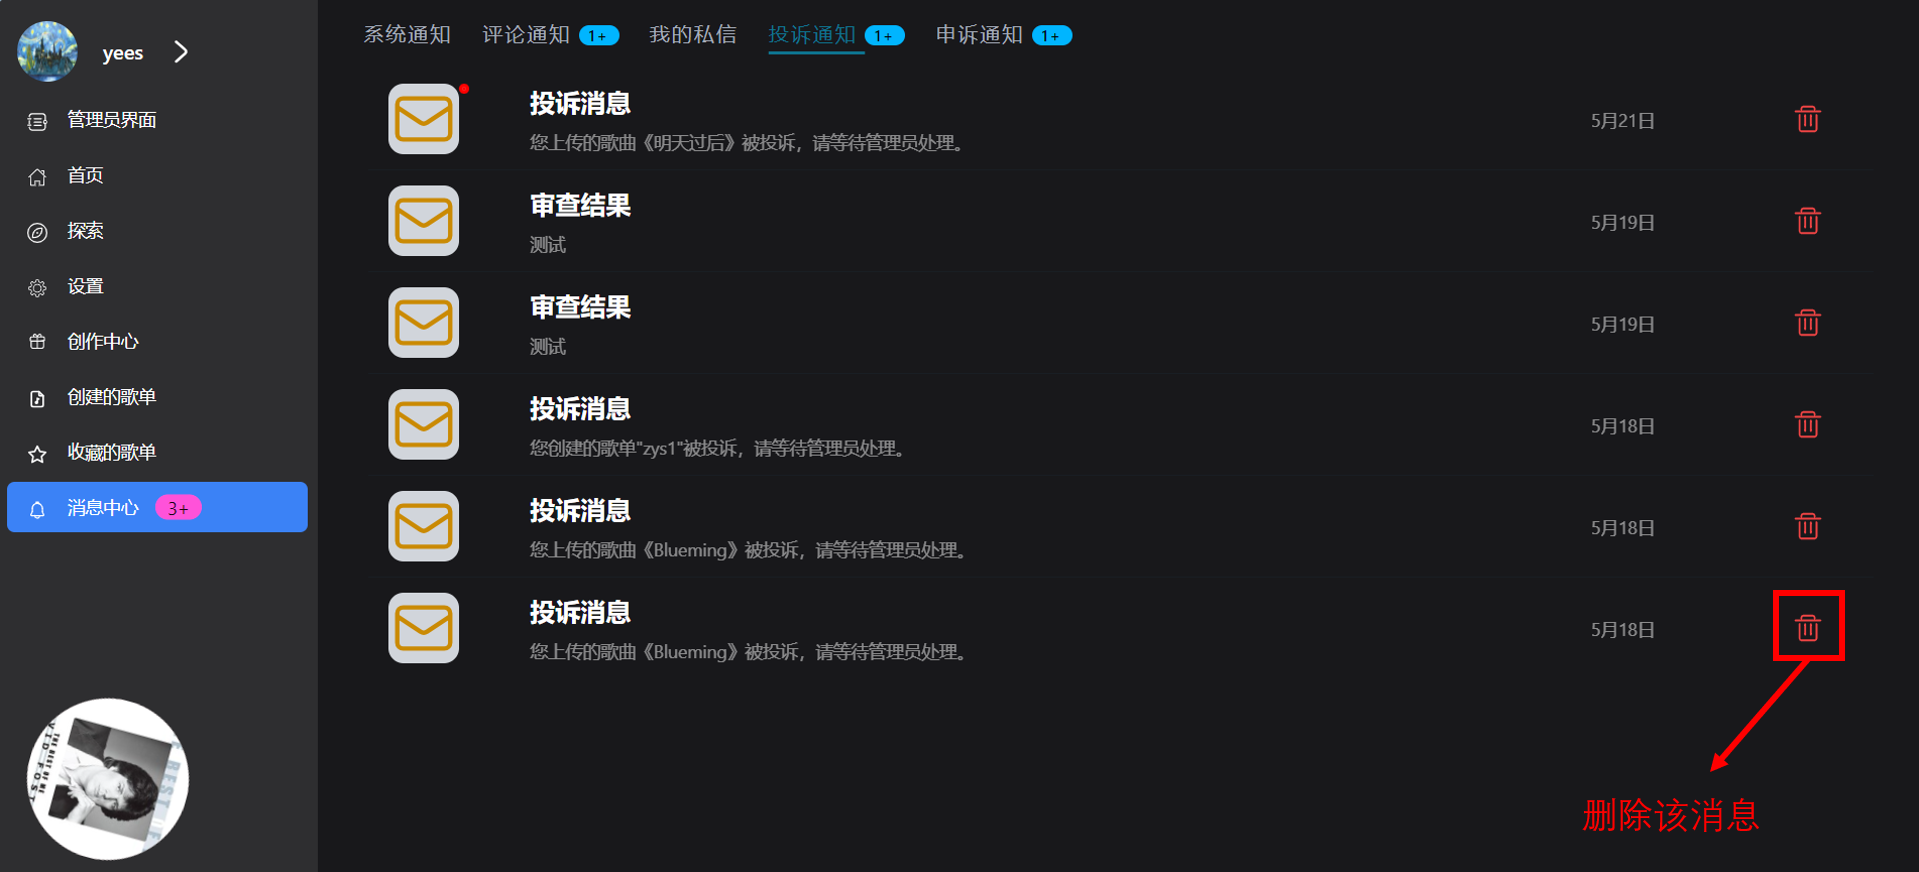 yees
管理员界面
首页
探索
设置
创作中心
创建的歌单
收藏的歌单
消息中心 3+
系统通知 评论通知 1+ 我的私信 投诉通知 1+ 申诉通知 1+
投诉消息
您上传的歌曲《明天过后》被投诉，请等待管理员处理。
5月21日
审查结果
测试
5月19日
审查结果
测试
5月19日
投诉消息
您创建的歌单"zys1"被投诉，请等待管理员处理。
5月18日
投诉消息
您上传的歌曲《Blueming》被投诉，请等待管理员处理。
5月18日
投诉消息
您上传的歌曲《Blueming》被投诉，请等待管理员处理。
5月18日
删除该消息
THE BEST OF ME